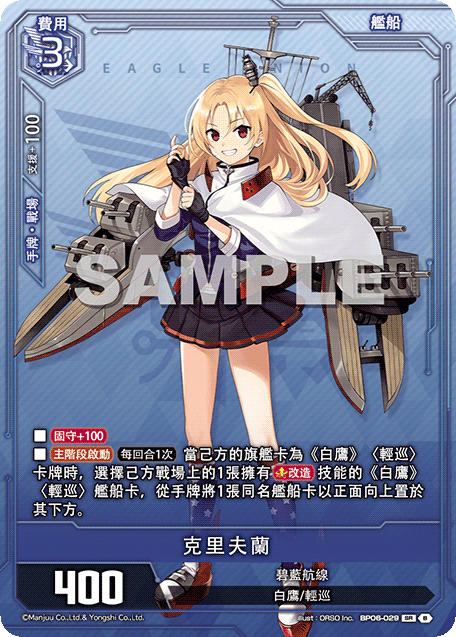 費用
3
艦船
EAGLE UNION
手牌・戰場
支援+100
SAMPLE
■ 固守+100
■ 主階段啟動 每回合1次 當己方的旗艦卡為《白鷹》〈輕巡〉
卡牌時，選擇己方戰場上的1張擁有 改造 技能的《白鷹》
〈輕巡〉艦船卡，從手牌將1張同名艦船卡以正面向上置於
其下方。
克里夫蘭
400
碧藍航線
白鷹/輕巡
©Manjuu Co.,Ltd.& Yongshi Co.,Ltd.
illust : ORSO Inc.
BP06-029 SR B